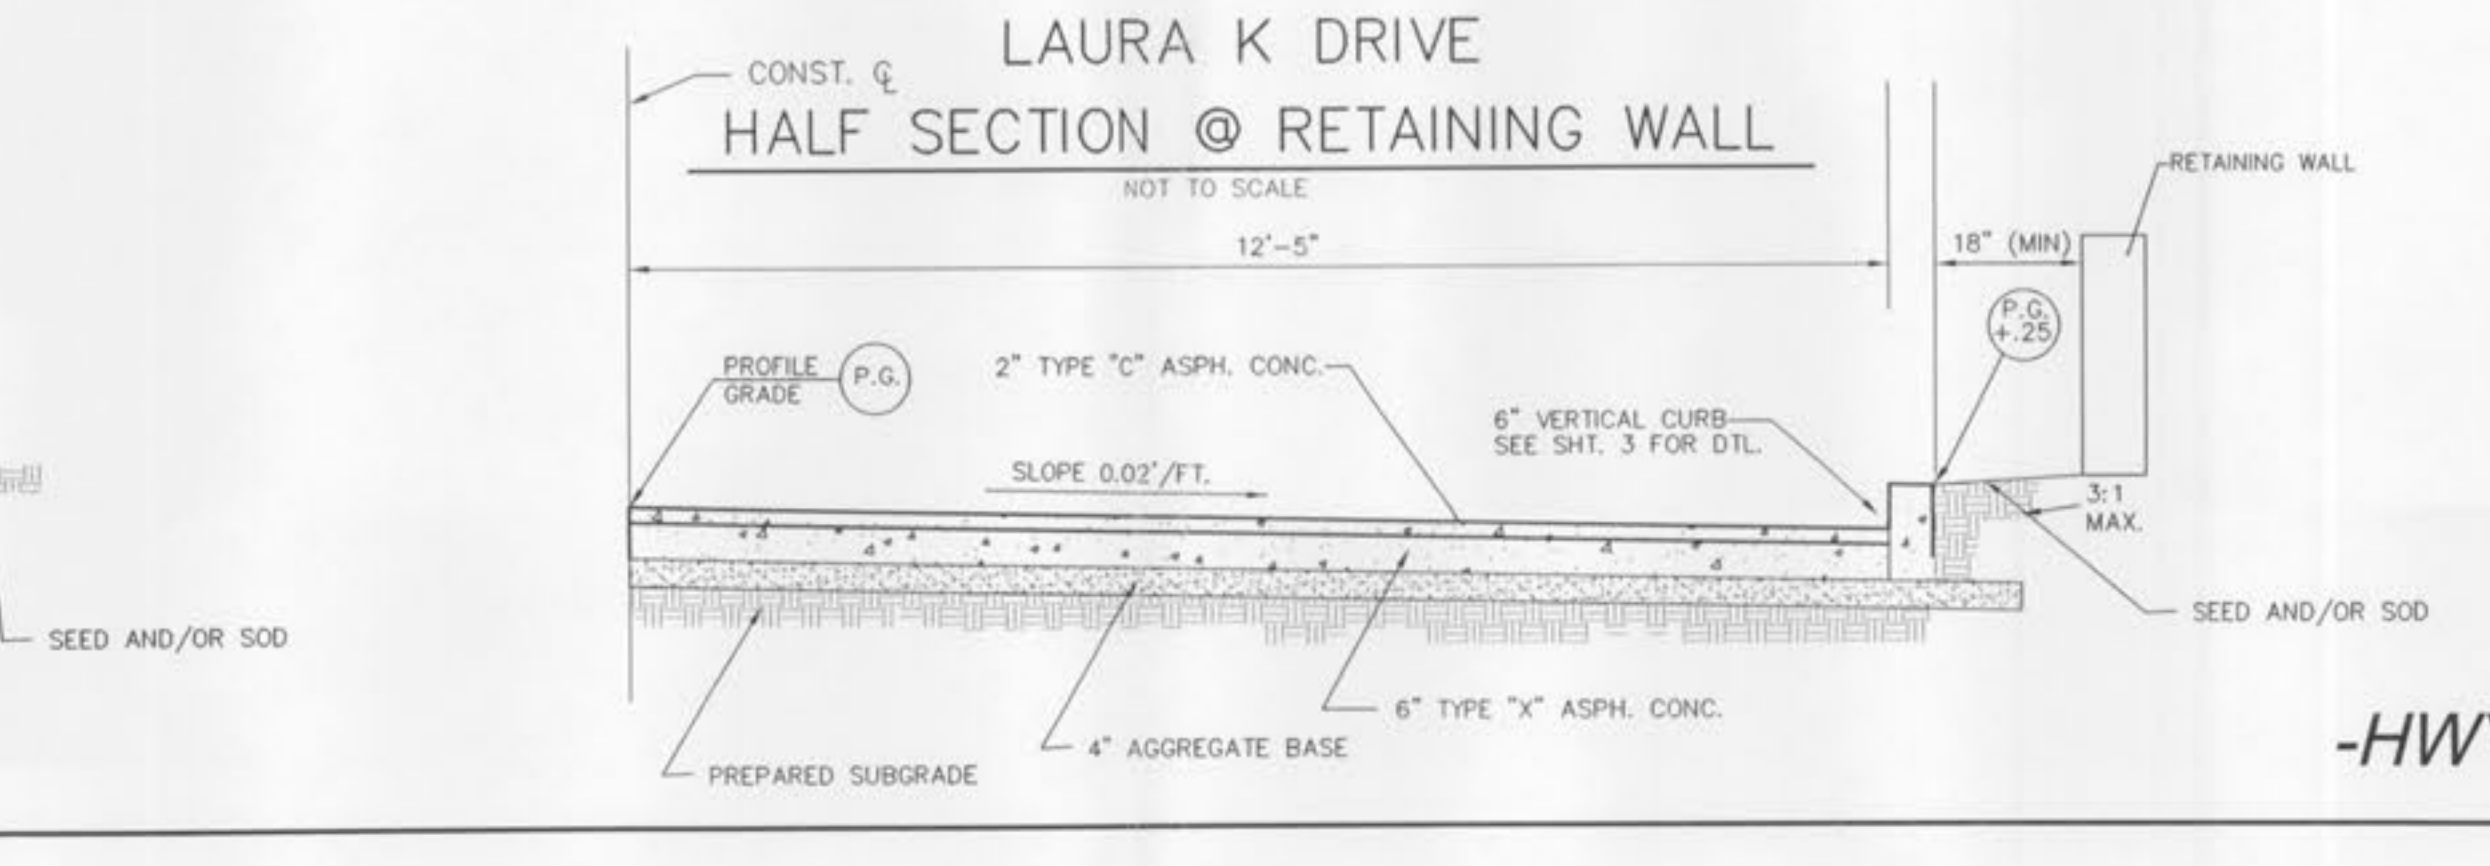 LAURA K DRIVE
CONST. ℄
HALF SECTION @ RETAINING WALL
NOT TO SCALE
RETAINING WALL
12'-5"
18" (MIN)
P.G.
+.25
PROFILE
GRADE
P.G.
2" TYPE "C" ASPH. CONC.
6" VERTICAL CURB
SEE SHT. 3 FOR DTL.
SLOPE 0.02'/FT.
3:1
MAX.
SEED AND/OR SOD
SEED AND/OR SOD
6" TYPE "X" ASPH. CONC.
4" AGGREGATE BASE
PREPARED SUBGRADE